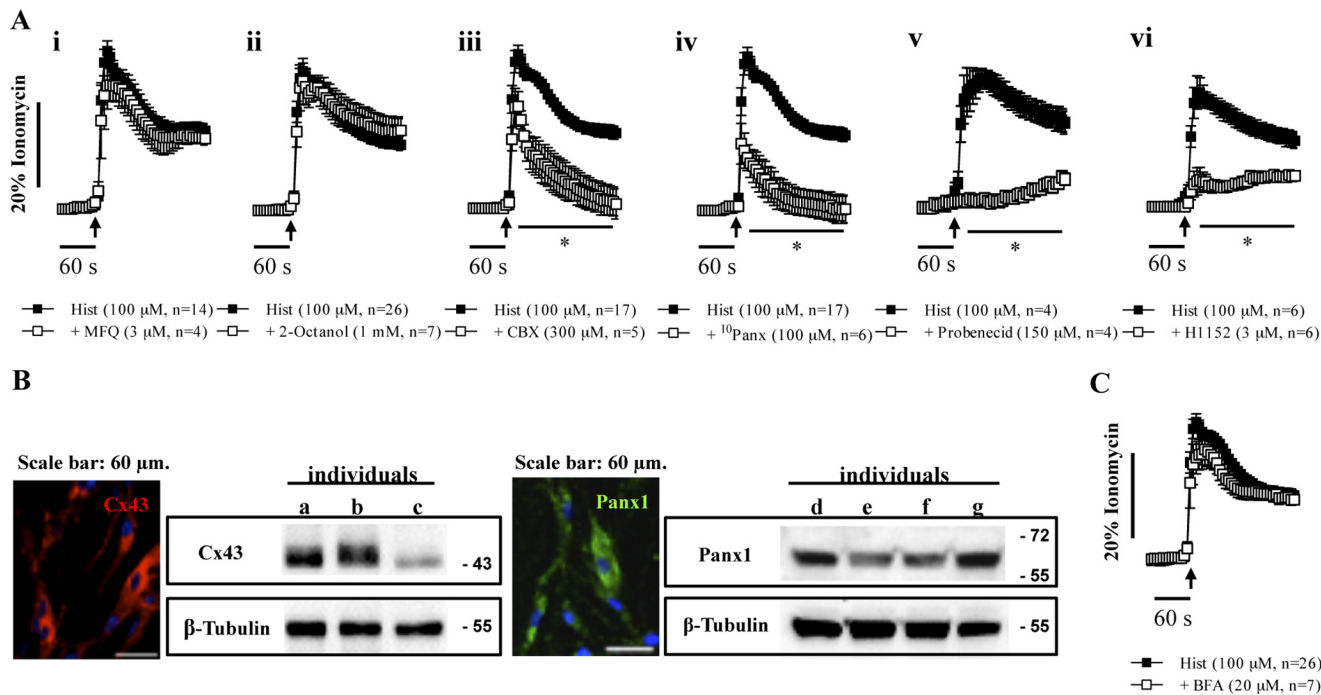 A
i ii iii iv v vi
20% Ionomycin
* * * *
60 s 60 s 60 s 60 s 60 s 60 s
Hist (100 μM, n=14) Hist (100 μM, n=26) Hist (100 μM, n=17) Hist (100 μM, n=17) Hist (100 μM, n=4) Hist (100 μM, n=6)
+ MFQ (3 μM, n=4) + 2-Octanol (1 mM, n=7) + CBX (300 μM, n=5) + ¹⁰Panx (100 μM, n=6) + Probenecid (150 μM, n=4) + H1152 (3 μM, n=6)
B
Scale bar: 60 μm.
Cx43
individuals
a b c
Cx43
- 43
β-Tubulin
- 55
Scale bar: 60 μm.
Panx1
individuals
d e f g
Panx1
- 72
- 55
β-Tubulin
- 55
C
20% Ionomycin
60 s
Hist (100 μM, n=26)
+ BFA (20 μM, n=7)